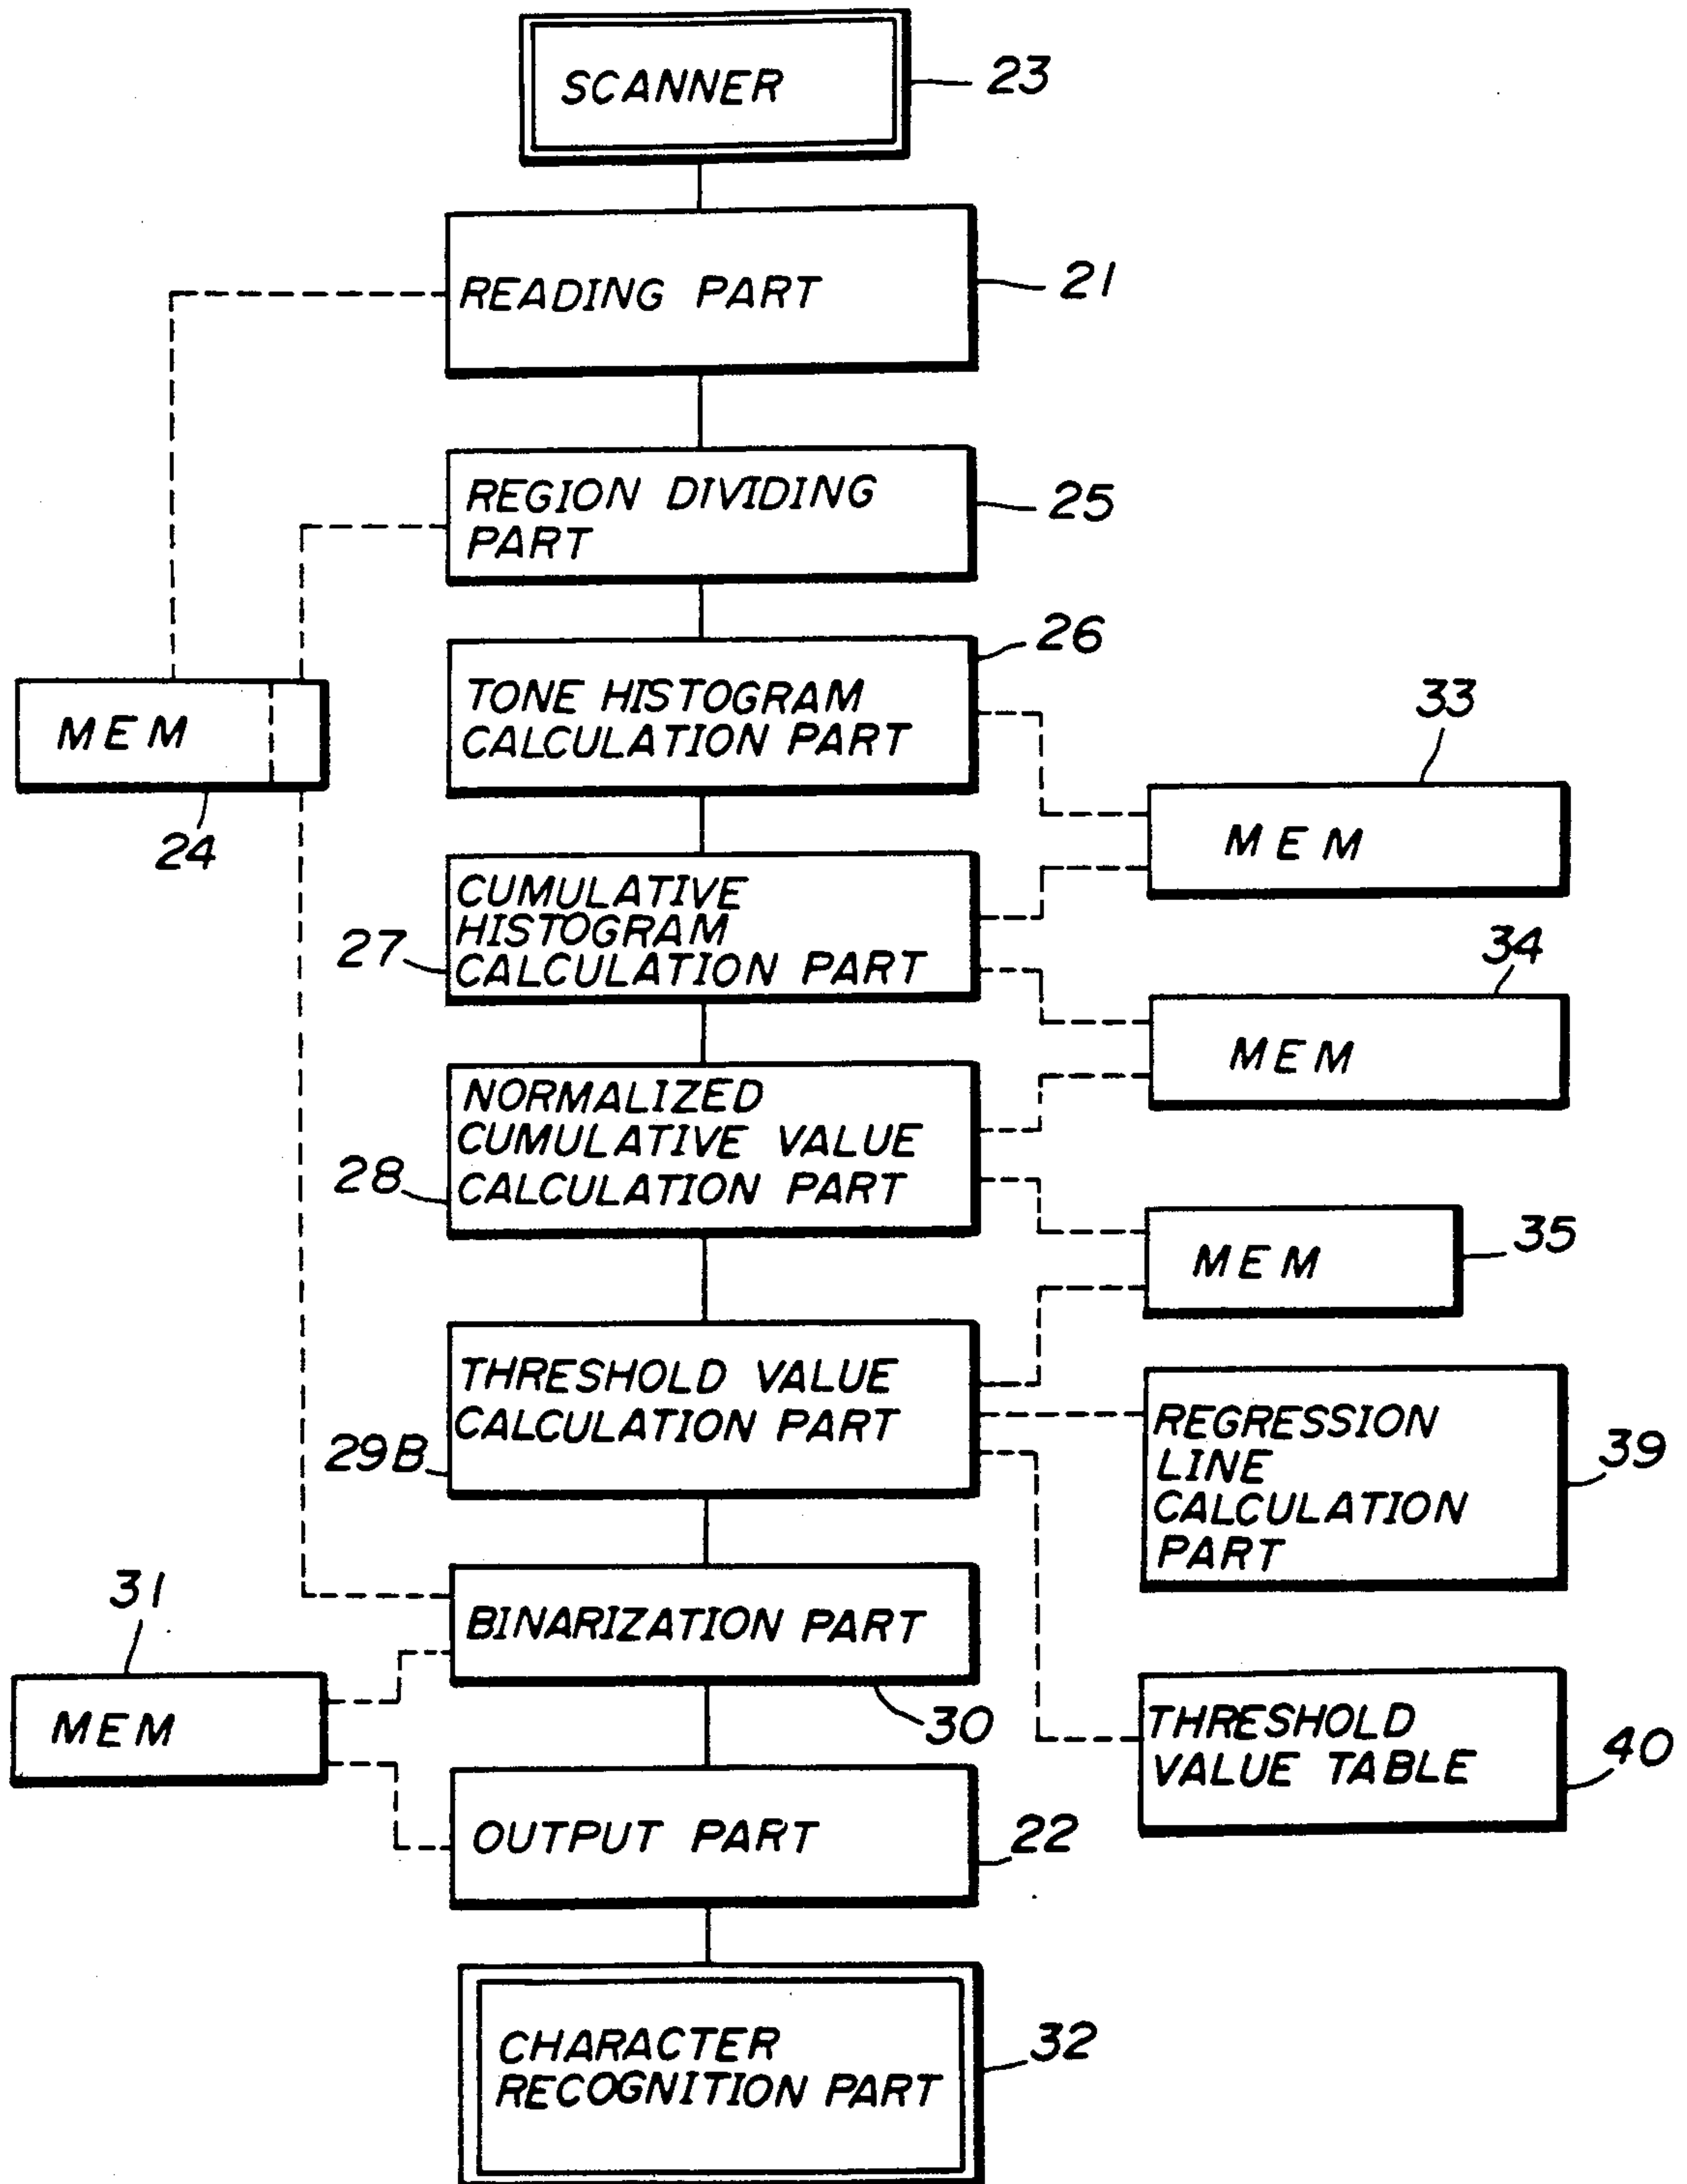 SCANNER
23
READING PART
21
REGION DIVIDING
PART
25
26
TONE HISTOGRAM
CALCULATION PART
MEM
24
33
MEM
CUMULATIVE
HISTOGRAM
CALCULATION PART
27
34
MEM
NORMALIZED
CUMULATIVE VALUE
CALCULATION PART
28
35
MEM
THRESHOLD VALUE
CALCULATION PART
29B
REGRESSION
LINE
CALCULATION
PART
39
31
MEM
BINARIZATION PART
30
THRESHOLD
VALUE TABLE
40
OUTPUT PART
22
CHARACTER
RECOGNITION PART
32